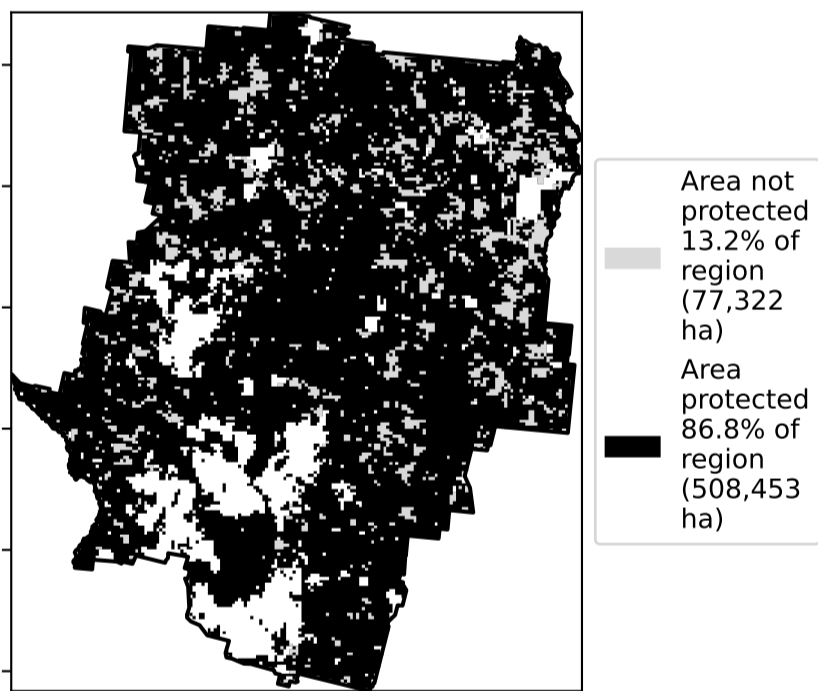 Area not
protected
13.2% of
region
(77,322
ha)
Area
protected
86.8% of
region
(508,453
ha)